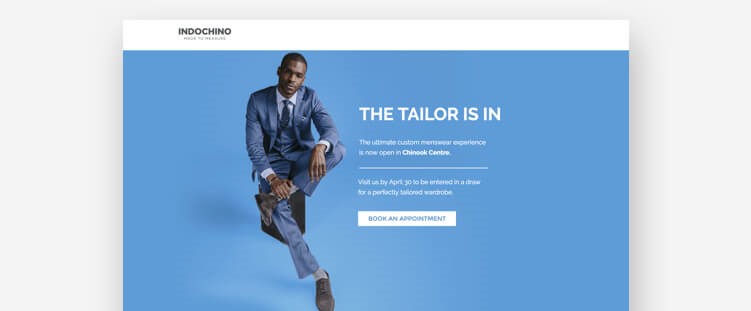 INDOCHINO
MADE TO MEASURE
THE TAILOR IS IN
The ultimate custom menswear experience
is now open in Chinook Centre.
Visit us by April 30 to be entered in a draw
for a perfectly tailored wardrobe.
BOOK AN APPOINTMENT